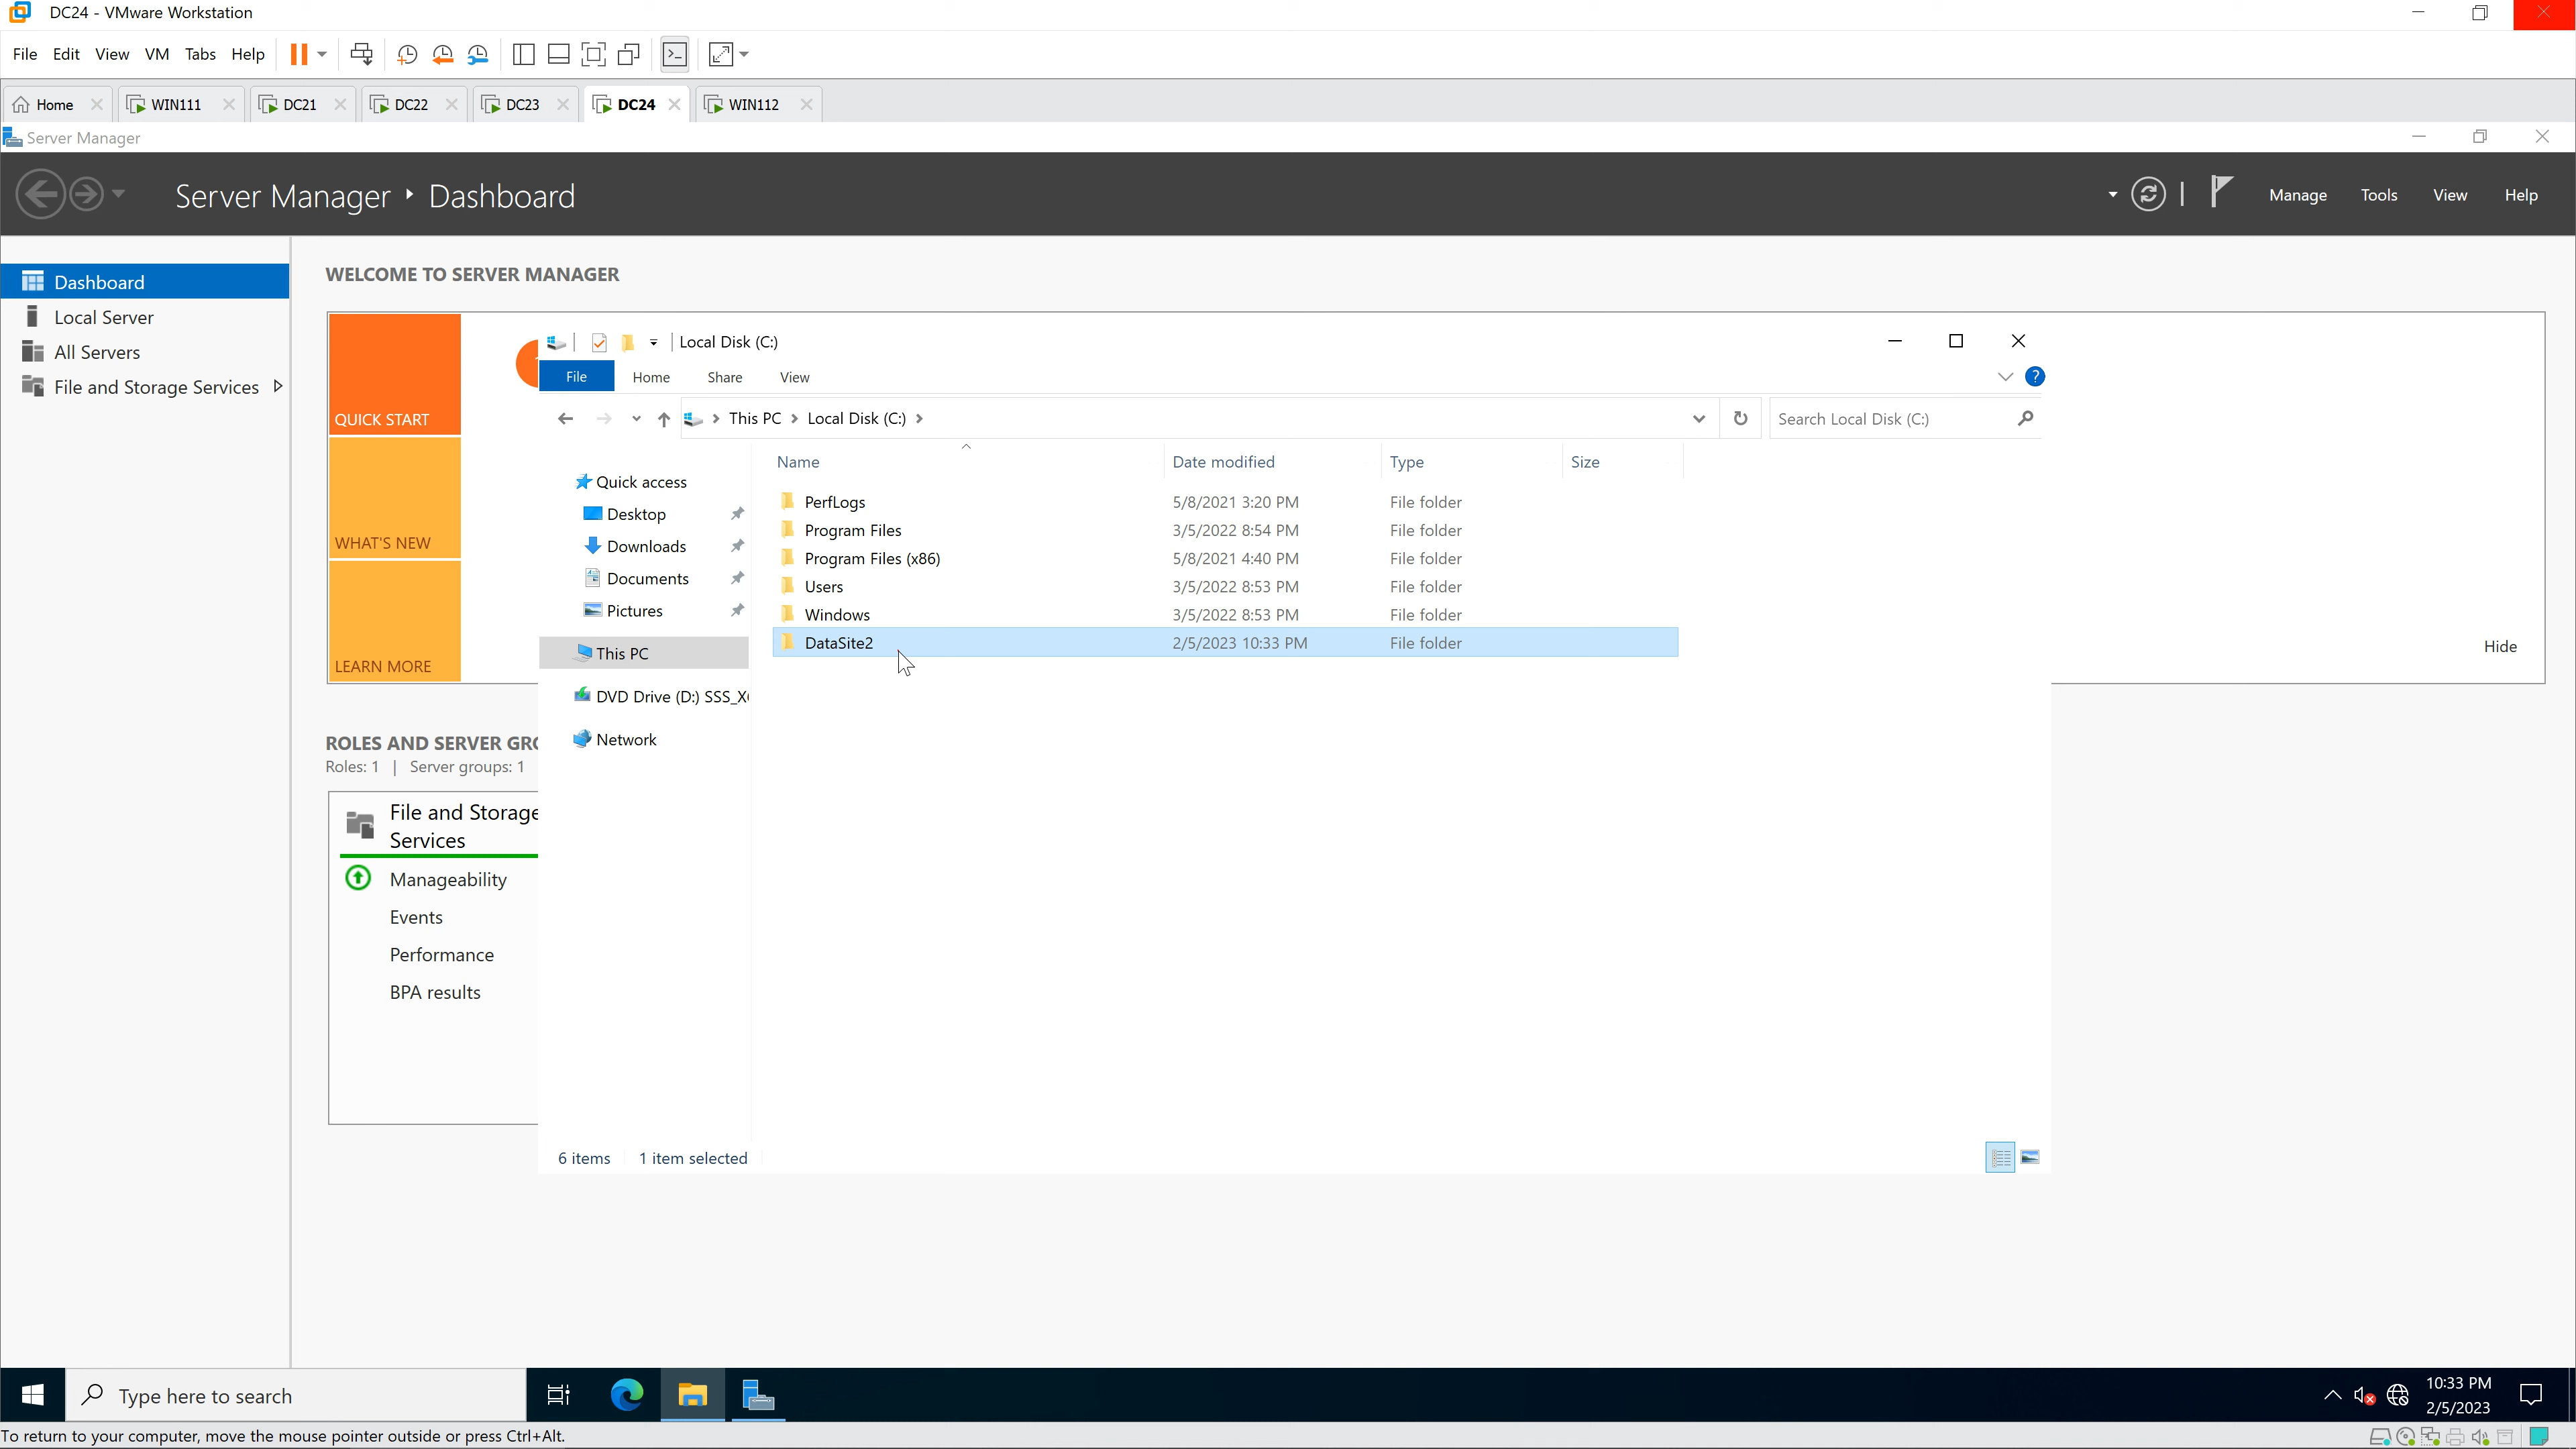 DC24 - VMware Workstation
File Edit View VM Tabs Help
Home WIN111 DC21 DC22 DC23 DC24 WIN112
Server Manager
Server Manager Dashboard
Manage Tools View Help
Dashboard
Local Server
All Servers
File and Storage Services
WELCOME TO SERVER MANAGER
QUICK START
WHAT'S NEW
LEARN MORE
Hide
ROLES AND SERVER GRO
Roles: 1 | Server groups: 1
File and Storage
Services
Manageability
Events
Performance
BPA results
Local Disk (C:)
File Home Share View
This PC Local Disk (C:)
Search Local Disk (C:)
Quick access
Desktop
Downloads
Documents
Pictures
This PC
DVD Drive (D:) SSS_X
Network
Name Date modified Type Size
PerfLogs 5/8/2021 3:20 PM File folder
Program Files 3/5/2022 8:54 PM File folder
Program Files (x86) 5/8/2021 4:40 PM File folder
Users 3/5/2022 8:53 PM File folder
Windows 3/5/2022 8:53 PM File folder
DataSite2 2/5/2023 10:33 PM File folder
6 items 1 item selected
Type here to search
10:33 PM
2/5/2023
To return to your computer, move the mouse pointer outside or press Ctrl+Alt.